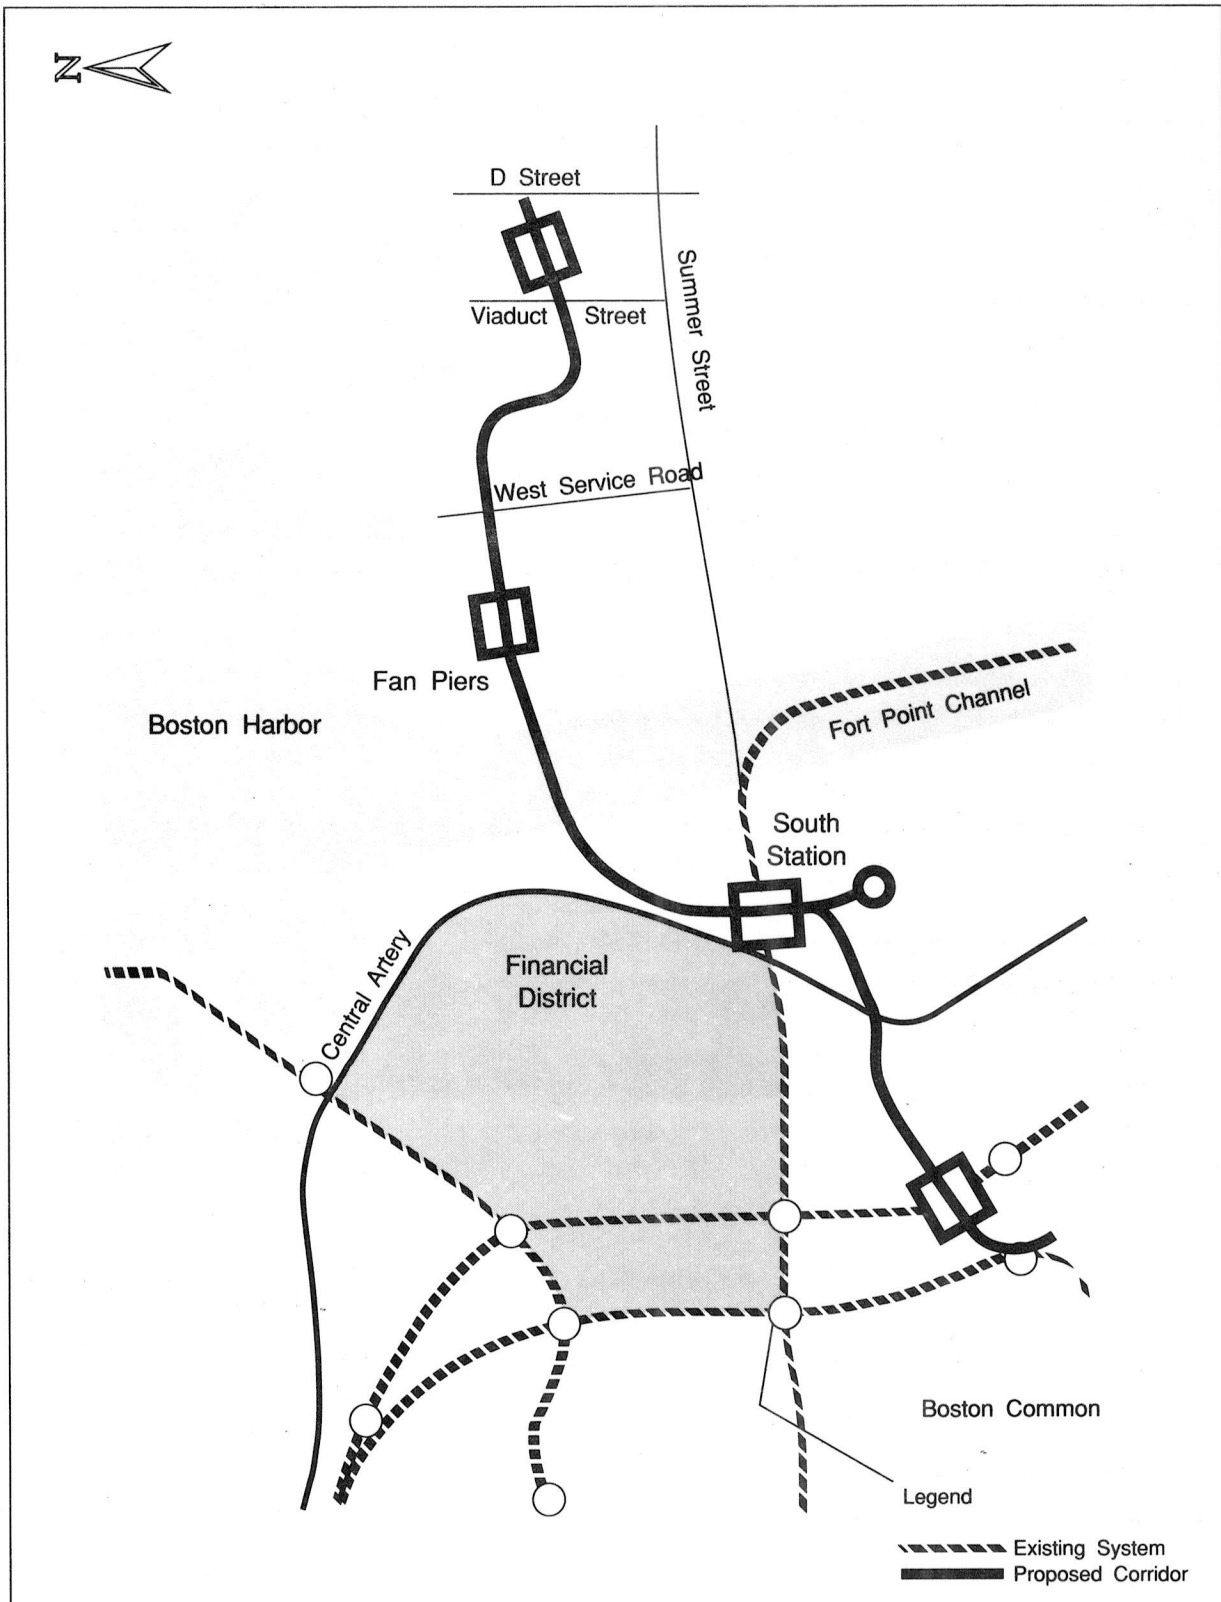 N
D Street
Viaduct Street
Summer Street
West Service Road
Fan Piers
Boston Harbor
Fort Point Channel
South
Station
Central Artery
Financial
District
Boston Common
Legend
Existing System
Proposed Corridor